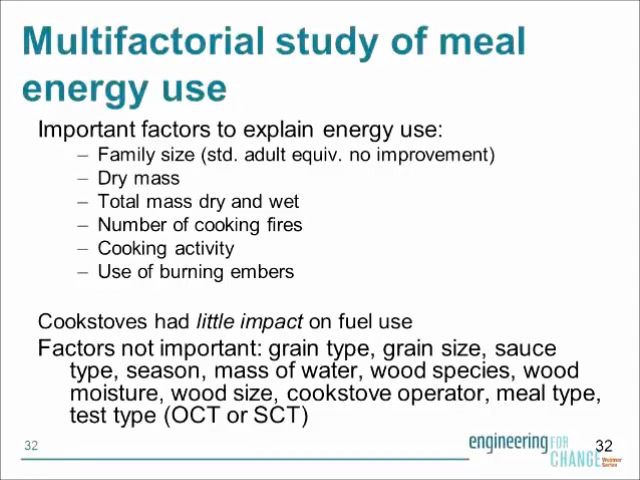 Multifactorial study of meal
energy use
Important factors to explain energy use:
– Family size (std. adult equiv. no improvement)
– Dry mass
– Total mass dry and wet
– Number of cooking fires
– Cooking activity
– Use of burning embers
Cookstoves had little impact on fuel use
Factors not important: grain type, grain size, sauce
type, season, mass of water, wood species, wood
moisture, wood size, cookstove operator, meal type,
test type (OCT or SCT)
32
engineering FOR
CHANGE
Webinar
Series
32